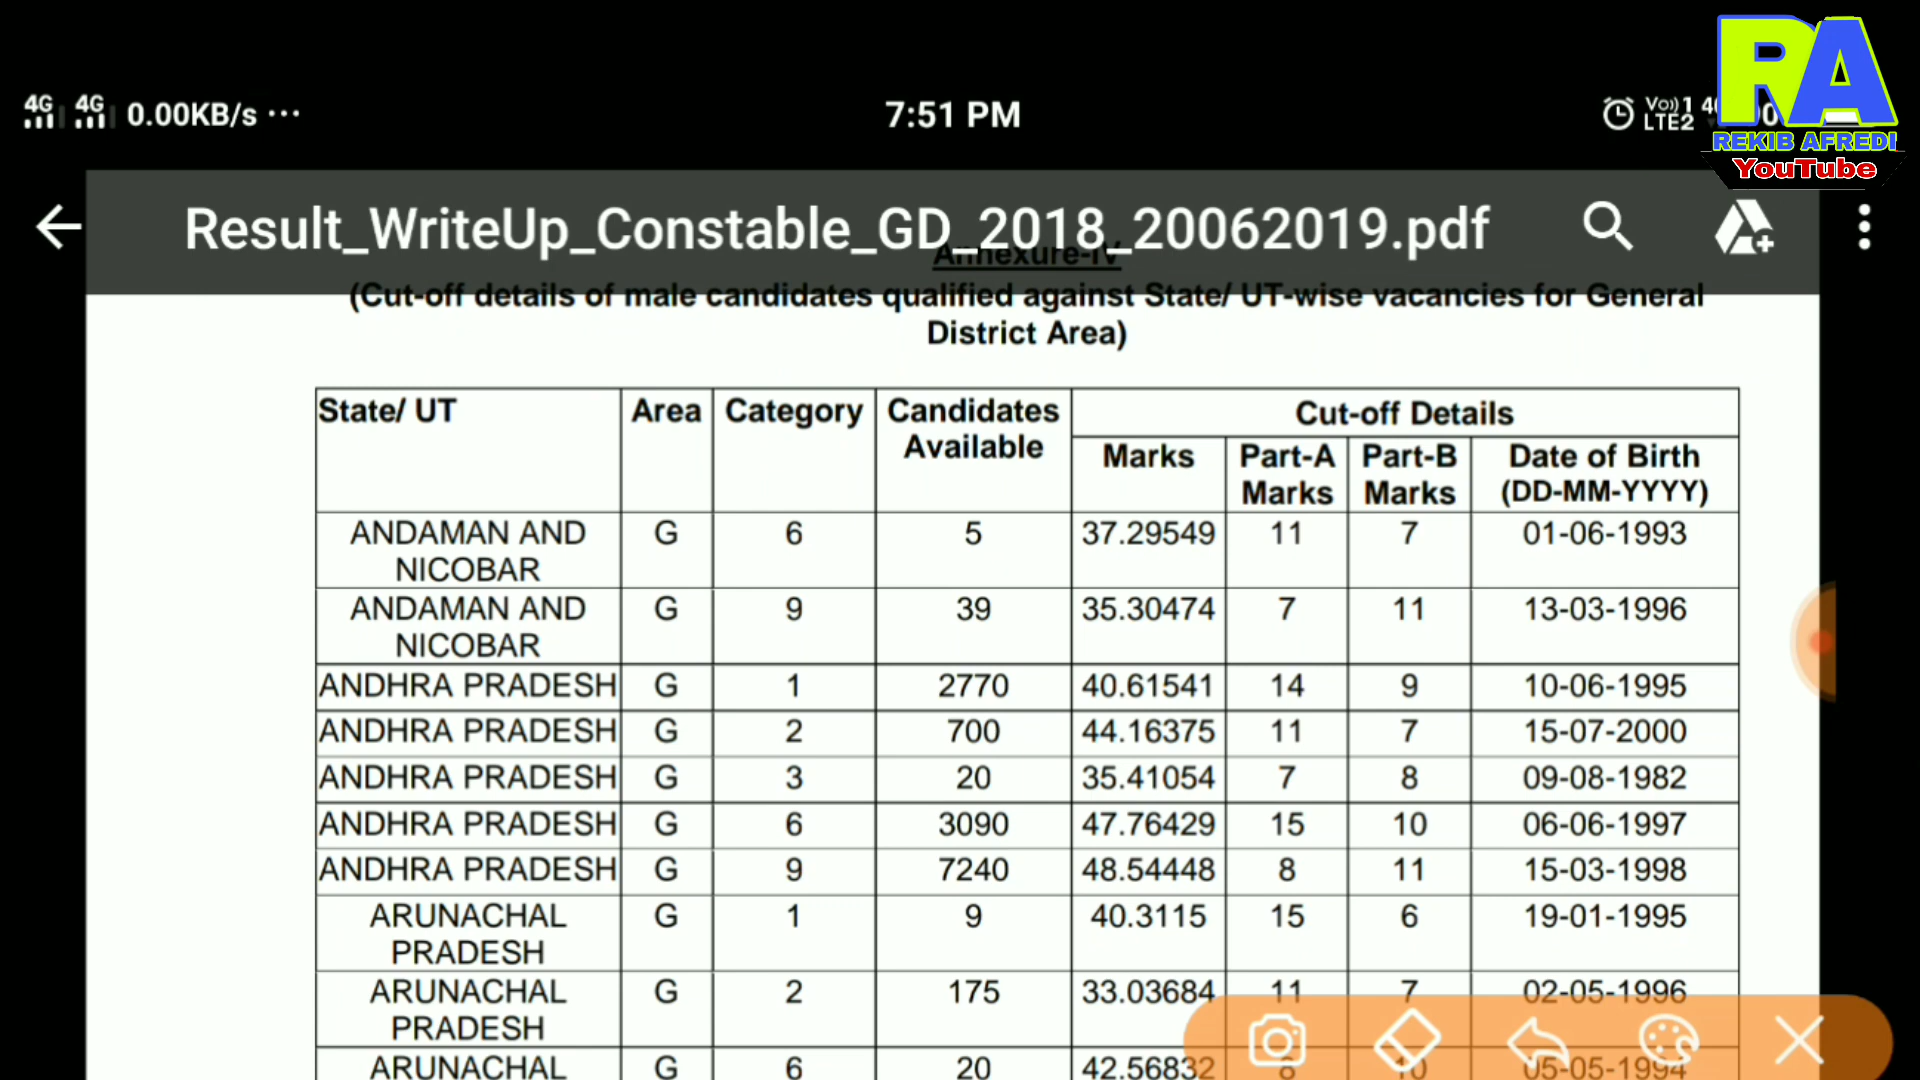 4G 4G 0.00KB/s ...
7:51 PM
Vo)) 1
LTE2
RA
REKIB AFREDI
YouTube
Result_WriteUp_Constable_GD_2018_20062019.pdf
Annexure-IV
(Cut-off details of male candidates qualified against State/ UT-wise vacancies for General
District Area)
State/ UT Area Category Candidates Available Cut-off Details
Marks Part-A Marks Part-B Marks Date of Birth (DD-MM-YYYY)
ANDAMAN AND NICOBAR G 6 5 37.29549 11 7 01-06-1993
ANDAMAN AND NICOBAR G 9 39 35.30474 7 11 13-03-1996
ANDHRA PRADESH G 1 2770 40.61541 14 9 10-06-1995
ANDHRA PRADESH G 2 700 44.16375 11 7 15-07-2000
ANDHRA PRADESH G 3 20 35.41054 7 8 09-08-1982
ANDHRA PRADESH G 6 3090 47.76429 15 10 06-06-1997
ANDHRA PRADESH G 9 7240 48.54448 8 11 15-03-1998
ARUNACHAL PRADESH G 1 9 40.3115 15 6 19-01-1995
ARUNACHAL PRADESH G 2 175 33.03684 11 7 02-05-1996
ARUNACHAL G 6 20 42.56832 8 10 05-05-1994